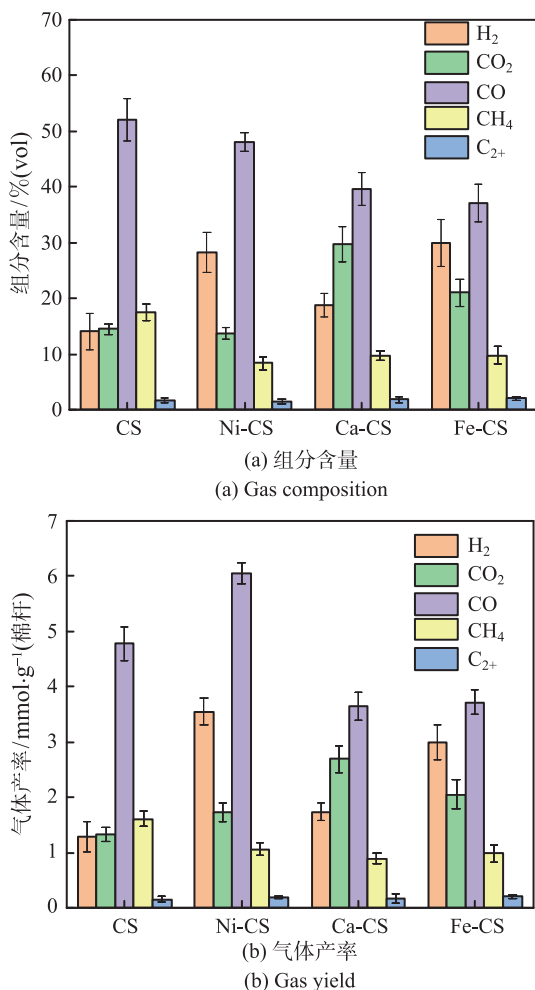 70
60
50
40
30
20
10
0
组分含量/%(vol)
H₂
CO₂
CO
CH₄
C₂₊
CS
Ni-CS
Ca-CS
Fe-CS
(a) 组分含量
(a) Gas composition
7
6
5
4
3
2
1
0
气体产率/mmol·g⁻¹(棉杆)
H₂
CO₂
CO
CH₄
C₂₊
CS
Ni-CS
Ca-CS
Fe-CS
(b) 气体产率
(b) Gas yield